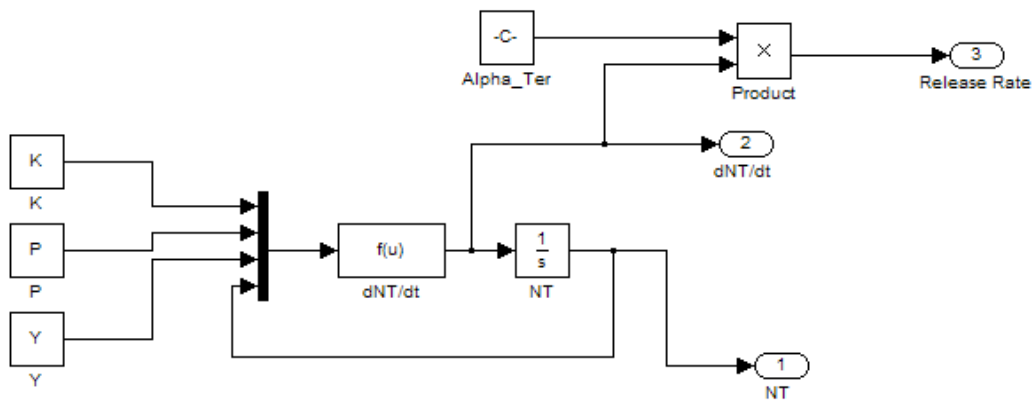 -C-
Alpha_Ter
×
Product
3
Release Rate
2
dNT/dt
K
K
P
P
Y
Y
f(u)
dNT/dt
1
s
NT
1
NT